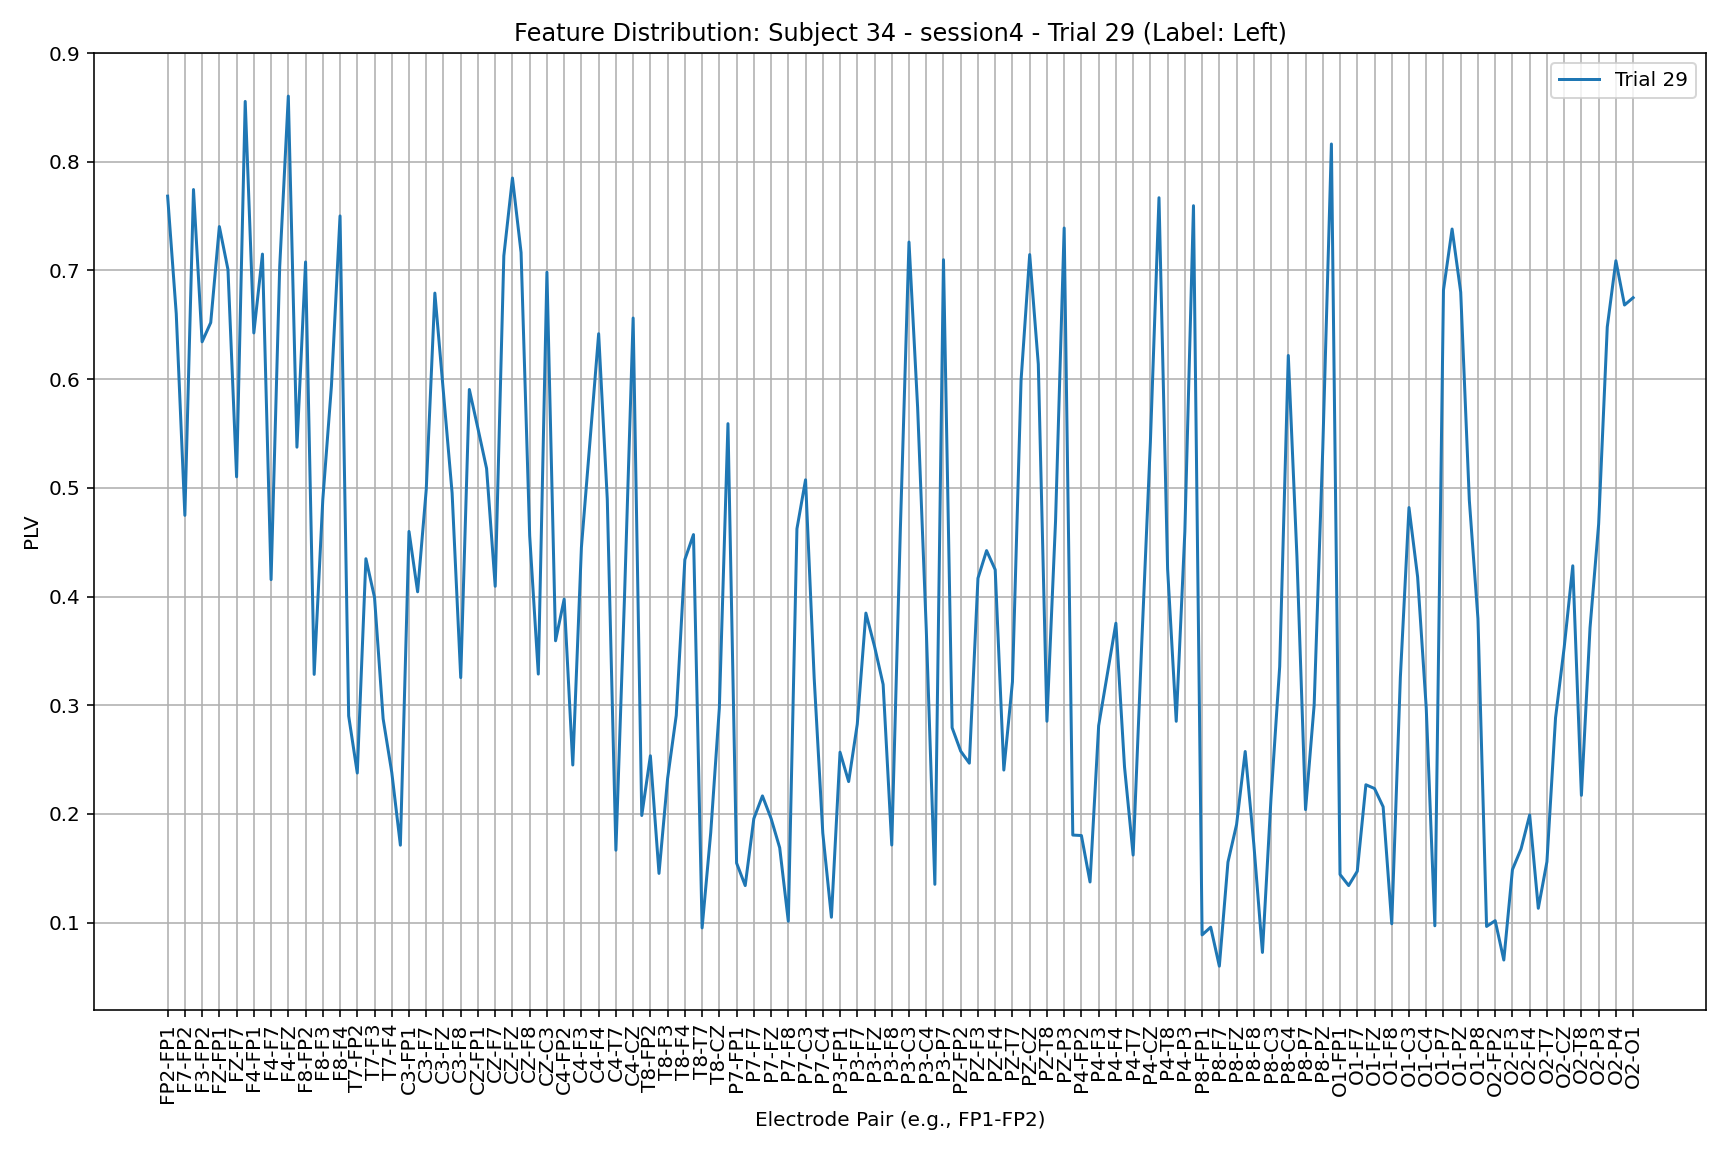 Feature Distribution: Subject 34 - session4 - Trial 29 (Label: Left)
Trial 29
PLV
0.9
0.8
0.7
0.6
0.5
0.4
0.3
0.2
0.1
FP2-FP1
F7-FP2
F3-FP2
FZ-FP1
FZ-F7
F4-FP1
F4-F7
F4-FZ
F8-FP2
F8-F3
F8-F4
T7-FP2
T7-F3
T7-F4
C3-FP1
C3-F7
C3-FZ
C3-F8
CZ-FP1
CZ-F7
CZ-FZ
CZ-F8
CZ-C3
C4-FP2
C4-F3
C4-F4
C4-T7
C4-CZ
T8-FP2
T8-F3
T8-F4
T8-T7
T8-CZ
P7-FP1
P7-F7
P7-FZ
P7-F8
P7-C3
P7-C4
P3-FP1
P3-F7
P3-FZ
P3-F8
P3-C3
P3-C4
P3-P7
PZ-FP2
PZ-F3
PZ-F4
PZ-T7
PZ-CZ
PZ-T8
PZ-P3
P4-FP2
P4-F3
P4-F4
P4-T7
P4-CZ
P4-T8
P4-P3
P8-FP1
P8-F7
P8-FZ
P8-F8
P8-C3
P8-C4
P8-P7
P8-PZ
O1-FP1
O1-F7
O1-FZ
O1-F8
O1-C3
O1-C4
O1-P7
O1-PZ
O1-P8
O2-FP2
O2-F3
O2-F4
O2-T7
O2-CZ
O2-T8
O2-P3
O2-P4
O2-O1
Electrode Pair (e.g., FP1-FP2)